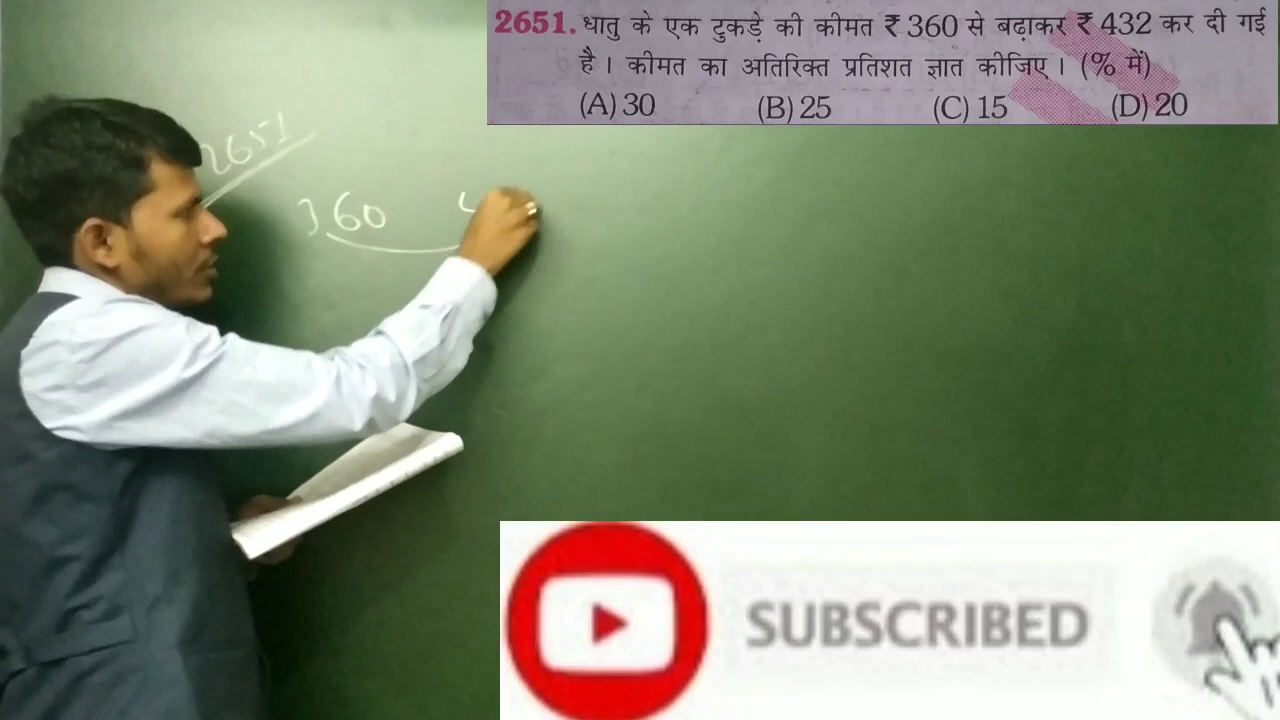 2651. धातु के एक टुकड़े की कीमत ₹ 360 से बढ़ाकर ₹ 432 कर दी गई
है। कीमत का अतिरिक्त प्रतिशत ज्ञात कीजिए। (% में)
(A) 30 (B) 25 (C) 15 (D) 20
2651
360 4
SUBSCRIBED